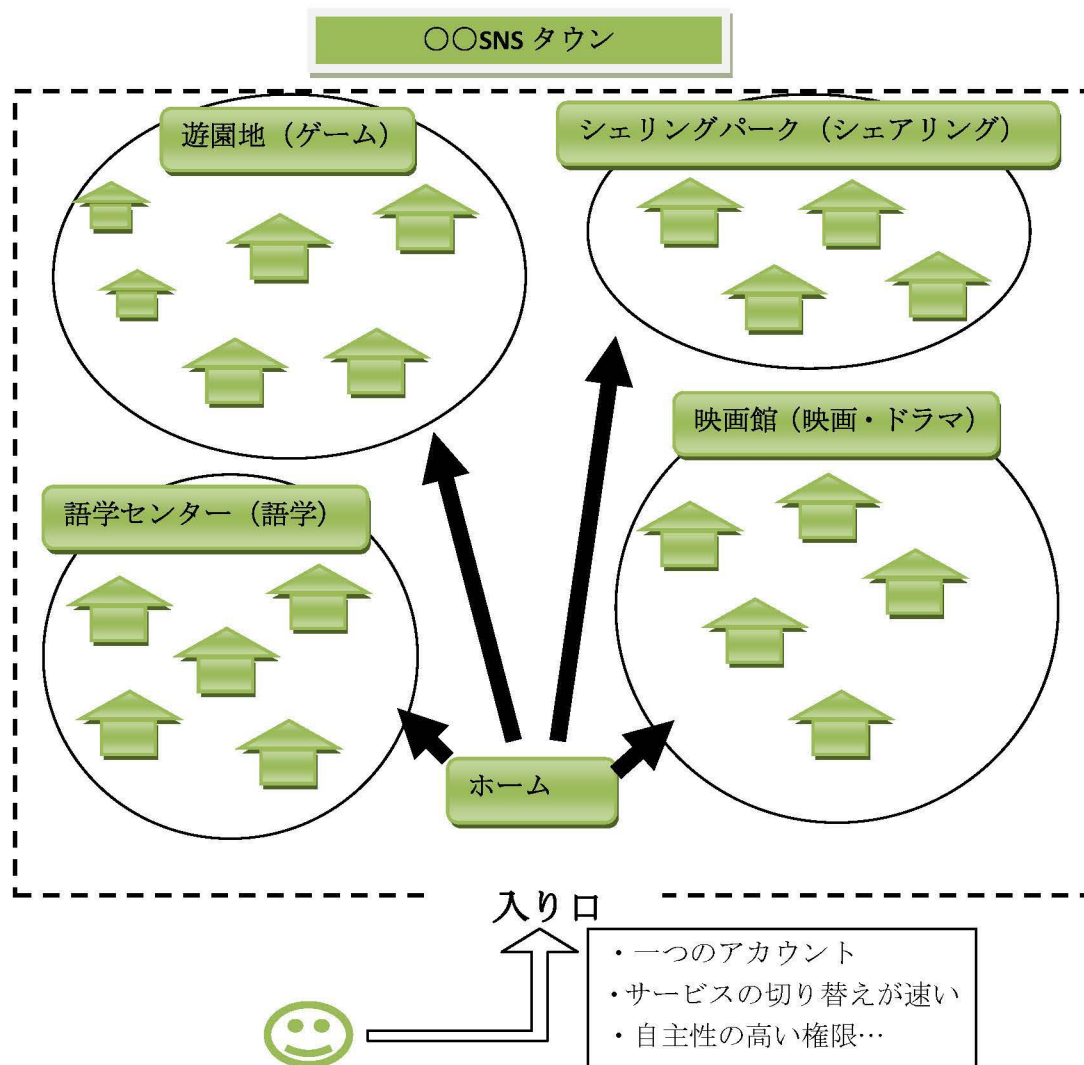 〇〇SNS タウン
遊園地（ゲーム）
シェリングパーク（シェアリング）
映画館（映画・ドラマ）
語学センター（語学）
ホーム
入り口
・一つのアカウント
・サービスの切り替えが速い
・自主性の高い権限…